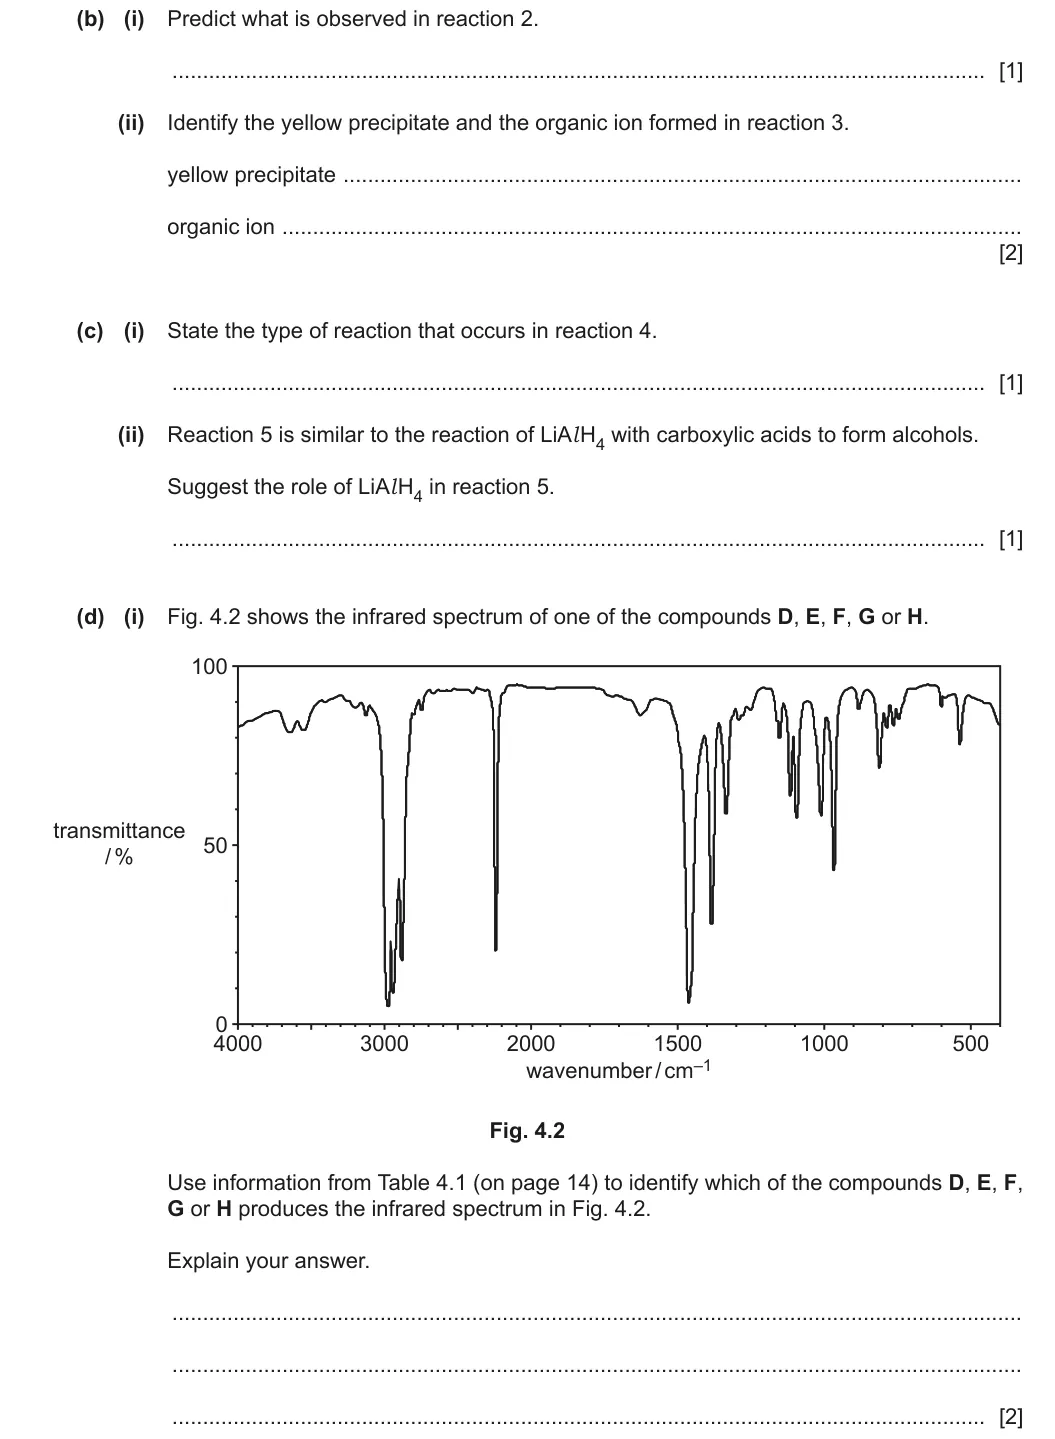 (b) (i) Predict what is observed in reaction 2.
.......................................................................................................................................... [1]
(ii) Identify the yellow precipitate and the organic ion formed in reaction 3.
yellow precipitate ...............................................................................................................
organic ion .........................................................................................................................
[2]
(c) (i) State the type of reaction that occurs in reaction 4.
.......................................................................................................................................... [1]
(ii) Reaction 5 is similar to the reaction of LiAlH4 with carboxylic acids to form alcohols.
Suggest the role of LiAlH4 in reaction 5.
.......................................................................................................................................... [1]
(d) (i) Fig. 4.2 shows the infrared spectrum of one of the compounds D, E, F, G or H.
100
transmittance
/ %
50
0
4000 3000 2000 1500 1000 500
wavenumber / cm–1
Fig. 4.2
Use information from Table 4.1 (on page 14) to identify which of the compounds D, E, F,
G or H produces the infrared spectrum in Fig. 4.2.
Explain your answer.
..........................................................................................................................................
..........................................................................................................................................
.......................................................................................................................................... [2]